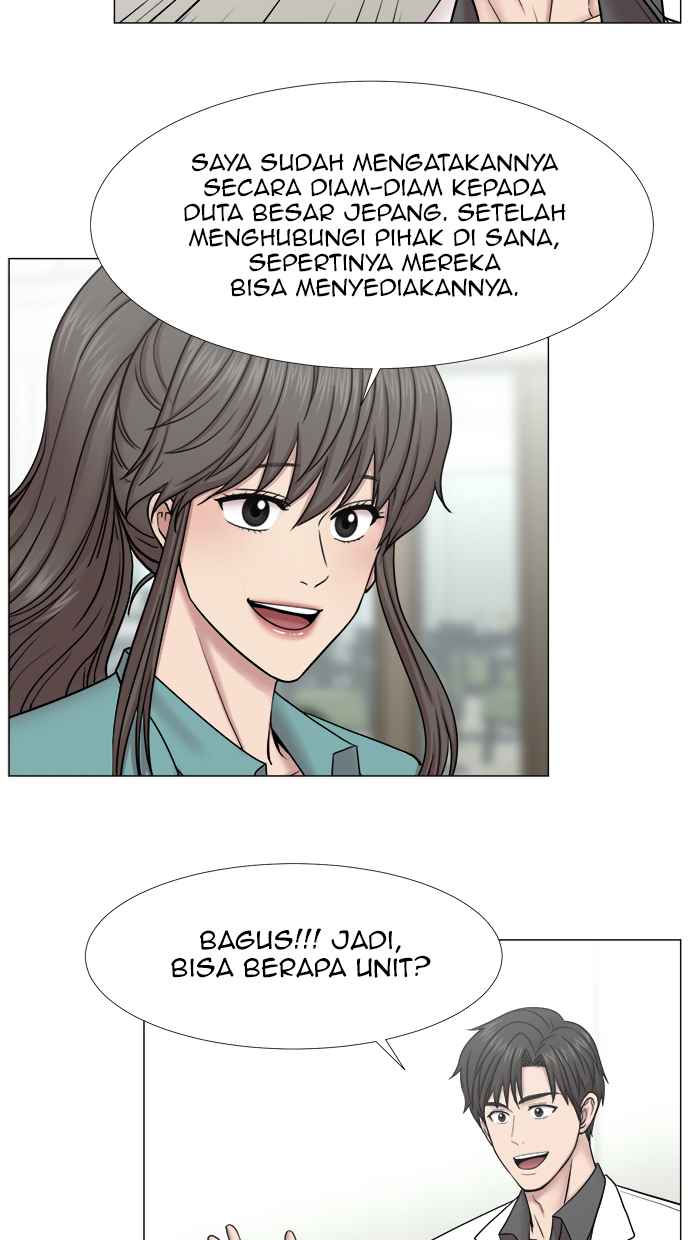 SAYA SUDAH MENGATAKANNYA
SECARA DIAM-DIAM KEPADA
DUTA BESAR JEPANG. SETELAH
MENGHUBUNGI PIHAK DI SANA,
SEPERTINYA MEREKA
BISA MENYEDIAKANNYA.
BAGUS!!! JADI,
BISA BERAPA UNIT?